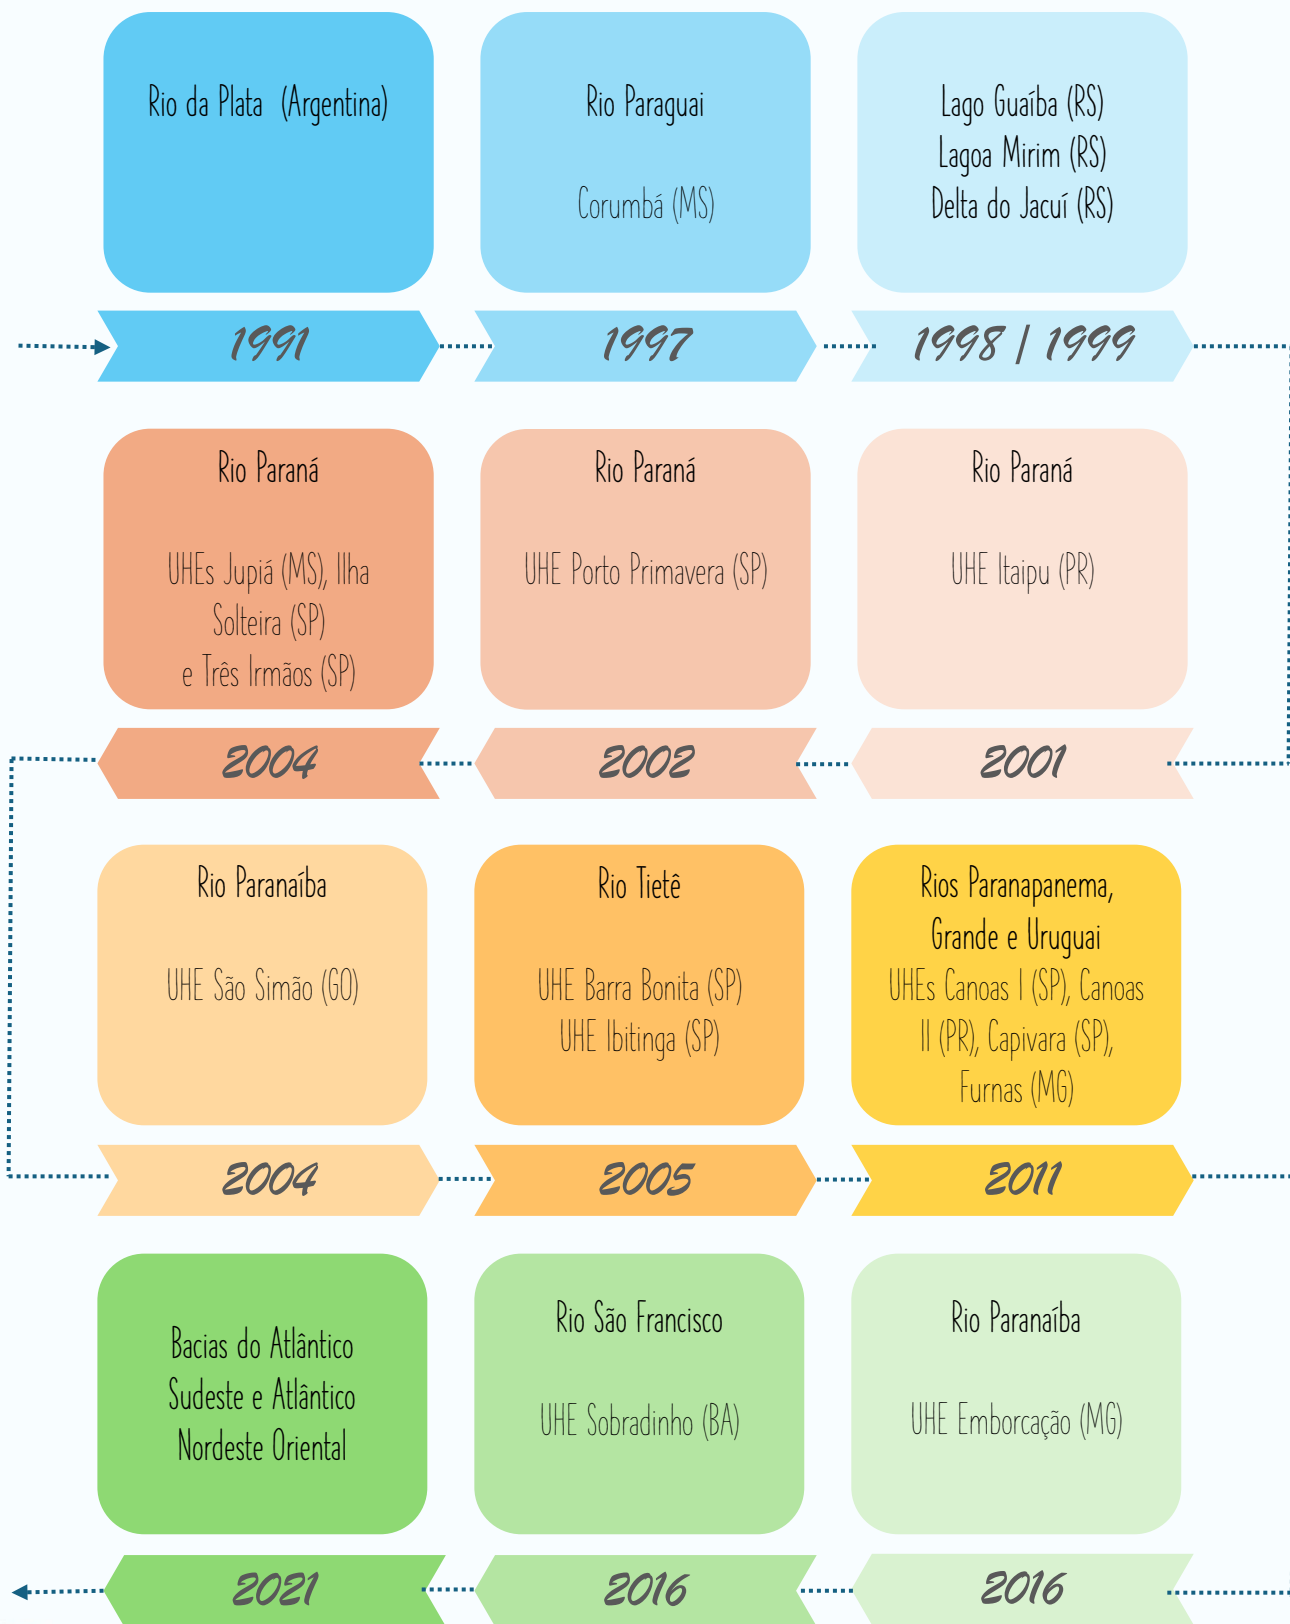 Rio da Plata (Argentina)
1991
Rio Paraguai
Corumbá (MS)
1997
Lago Guaíba (RS)
Lagoa Mirim (RS)
Delta do Jacuí (RS)
1998 / 1999
Rio Paraná
UHE Itaipu (PR)
2001
Rio Paraná
UHE Porto Primavera (SP)
2002
Rio Paraná
UHEs Jupiá (MS), Ilha
Solteira (SP)
e Três Irmãos (SP)
2004
Rio Paranaíba
UHE São Simão (GO)
2004
Rio Tietê
UHE Barra Bonita (SP)
UHE Ibitinga (SP)
2005
Rios Paranapanema,
Grande e Uruguai
UHEs Canoas I (SP), Canoas
II (PR), Capivara (SP),
Furnas (MG)
2011
Rio Paranaíba
UHE Emborcação (MG)
2016
Rio São Francisco
UHE Sobradinho (BA)
2016
Bacias do Atlântico
Sudeste e Atlântico
Nordeste Oriental
2021